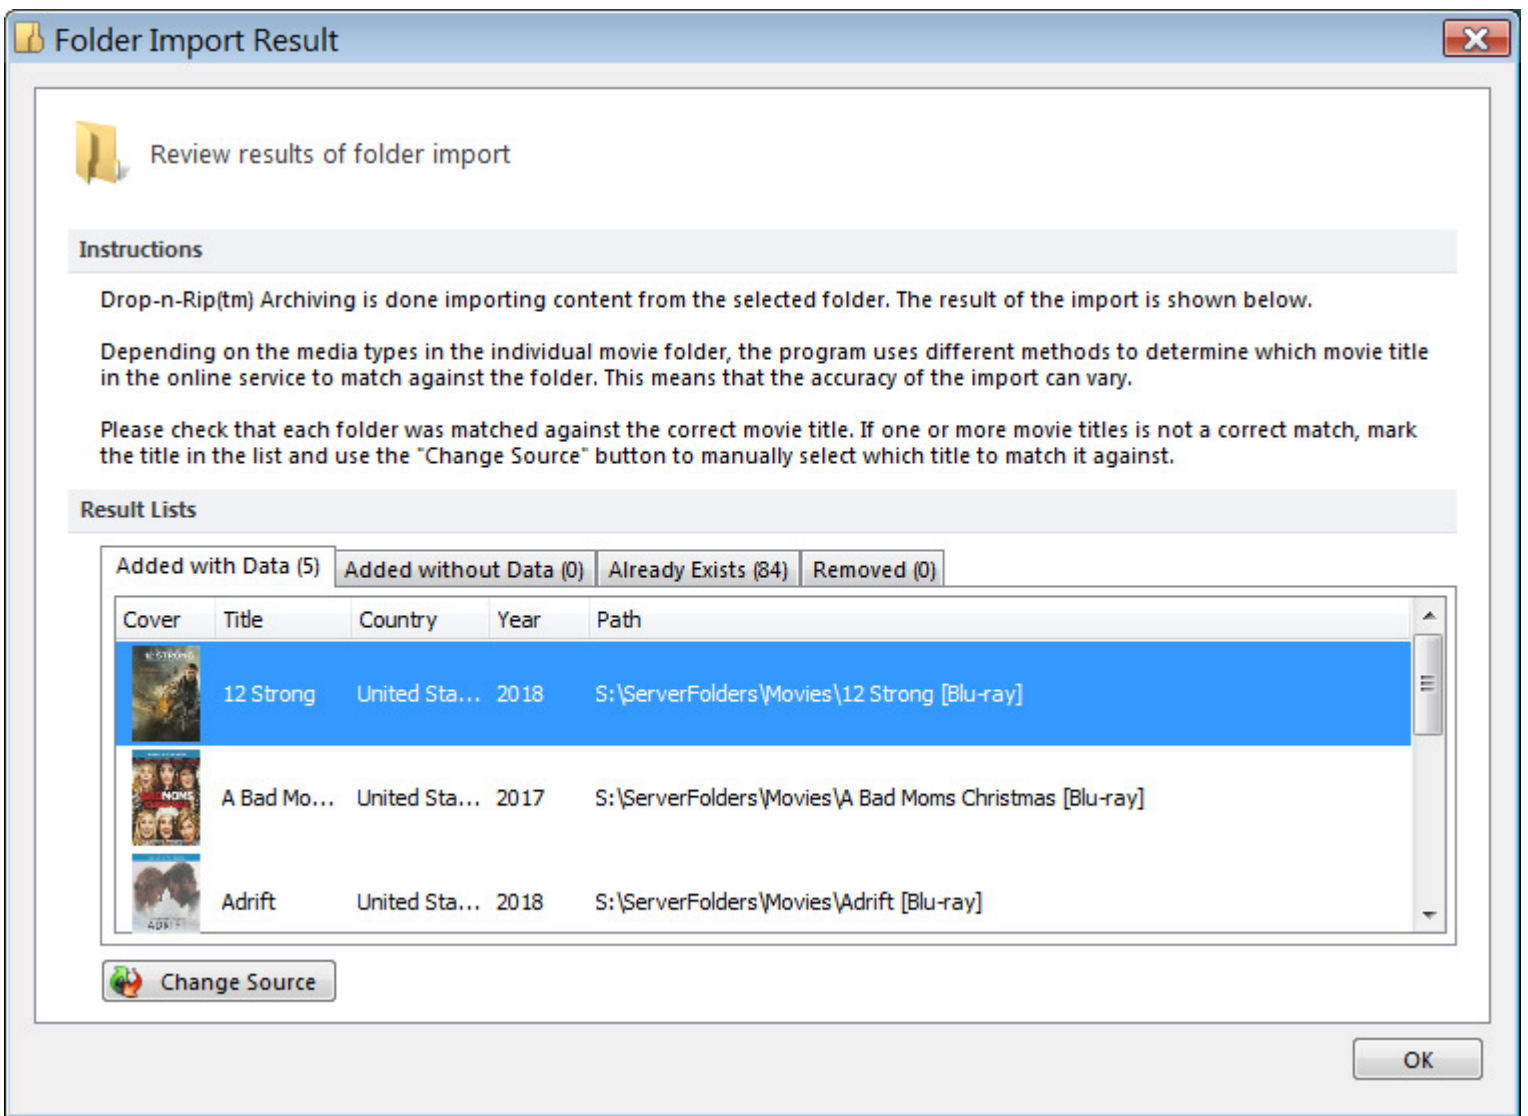 Folder Import Result
Review results of folder import
Instructions
Drop-n-Rip(tm) Archiving is done importing content from the selected folder. The result of the import is shown below.
Depending on the media types in the individual movie folder, the program uses different methods to determine which movie title
in the online service to match against the folder. This means that the accuracy of the import can vary.
Please check that each folder was matched against the correct movie title. If one or more movie titles is not a correct match, mark
the title in the list and use the "Change Source" button to manually select which title to match it against.
Result Lists
Added with Data (5) Added without Data (0) Already Exists (84) Removed (0)
Cover Title Country Year Path
12 STRONG
12 Strong United Sta... 2018 S:\ServerFolders\Movies\12 Strong [Blu-ray]
A Bad Mo... United Sta... 2017 S:\ServerFolders\Movies\A Bad Moms Christmas [Blu-ray]
Adrift United Sta... 2018 S:\ServerFolders\Movies\Adrift [Blu-ray]
ADRIFT
Change Source
OK